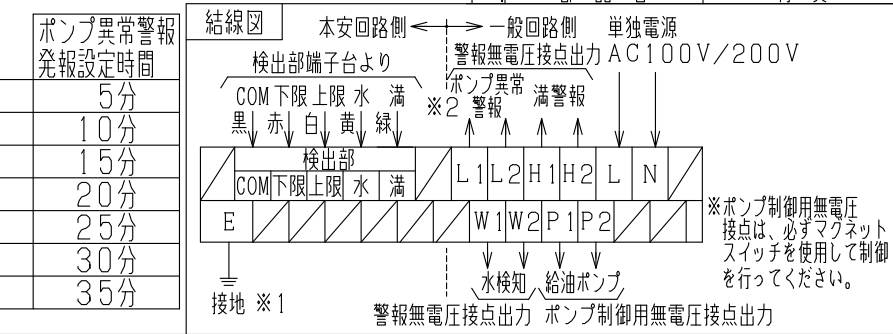 ポンプ異常警報
発報設定時間
5分
10分
15分
20分
25分
30分
35分
結線図
本安回路側 一般回路側 単独電源
警報無電圧接点出力 AC100V/200V
検出部端子台より
ポンプ異常
警報
満警報
COM 下限 上限 水 満
※2
黒 赤 白 黄 緑
検出部
COM 下限 上限 水 満
L1 L2 H1 H2 L N
E W1 W2 P1 P2
※ポンプ制御用無電圧
接点は、必ずマグネット
スイッチを使用して制御
を行ってください。
水検知 給油ポンプ
接地 ※1
警報無電圧接点出力 ポンプ制御用無電圧接点出力